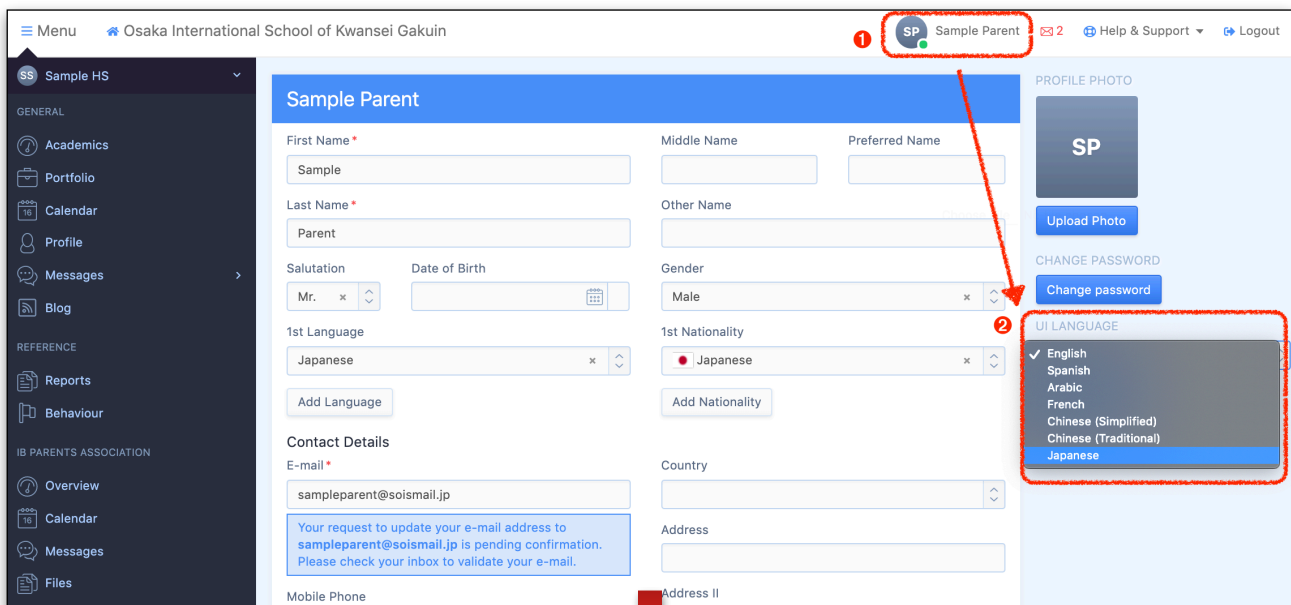 Menu
Osaka International School of Kwansei Gakuin
1
SP
Sample Parent
2
Help & Support
Logout
SS Sample HS
GENERAL
Academics
Portfolio
16 Calendar
Profile
Messages
Blog
REFERENCE
Reports
Behaviour
IB PARENTS ASSOCIATION
Overview
16 Calendar
Messages
Files
Sample Parent
First Name*
Middle Name
Preferred Name
Sample
Last Name*
Other Name
Parent
Salutation
Date of Birth
Gender
Mr. ×
Male ×
1st Language
1st Nationality
Japanese ×
Japanese ×
Add Language
Add Nationality
Contact Details
E-mail*
Country
sampleparent@soismail.jp
Your request to update your e-mail address to
sampleparent@soismail.jp is pending confirmation.
Please check your inbox to validate your e-mail.
Address
Mobile Phone
Address II
PROFILE PHOTO
SP
Upload Photo
CHANGE PASSWORD
Change password
2
UI LANGUAGE
✓ English
Spanish
Arabic
French
Chinese (Simplified)
Chinese (Traditional)
Japanese